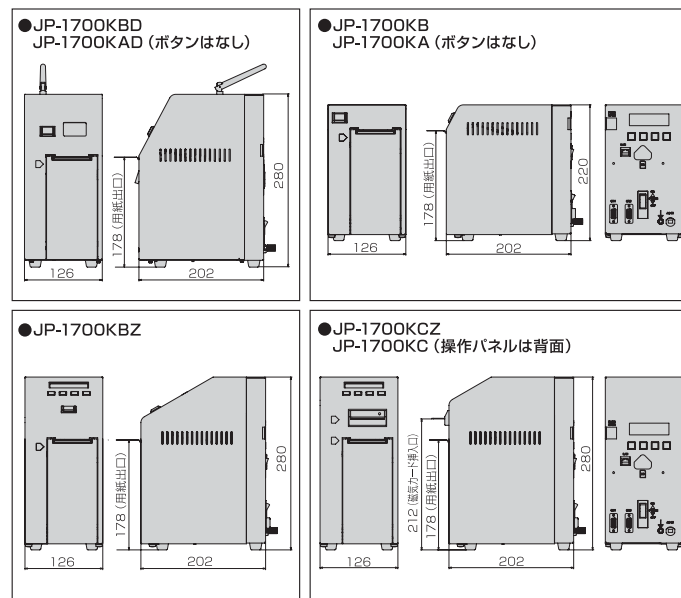 ●JP-1700KBD
JP-1700KAD（ボタンはなし）
178（用紙出口）
280
126
202
●JP-1700KB
JP-1700KA（ボタンはなし）
178（用紙出口）
220
126
202
●JP-1700KBZ
178（用紙出口）
280
126
202
●JP-1700KCZ
JP-1700KC（操作パネルは背面）
212（磁気カード挿入口）
178（用紙出口）
280
126
202